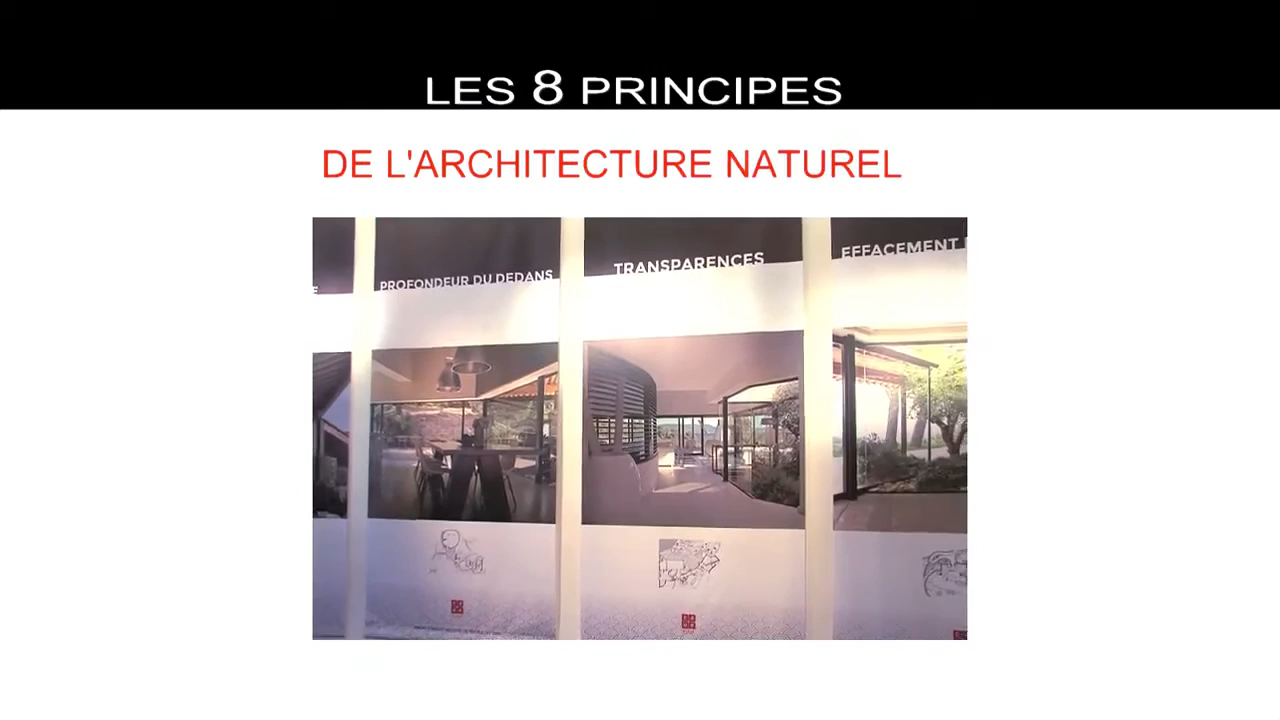 LES 8 PRINCIPES
DE L'ARCHITECTURE NATUREL
PROFONDEUR DU DEDANS
TRANSPARENCES
EFFACEMENT